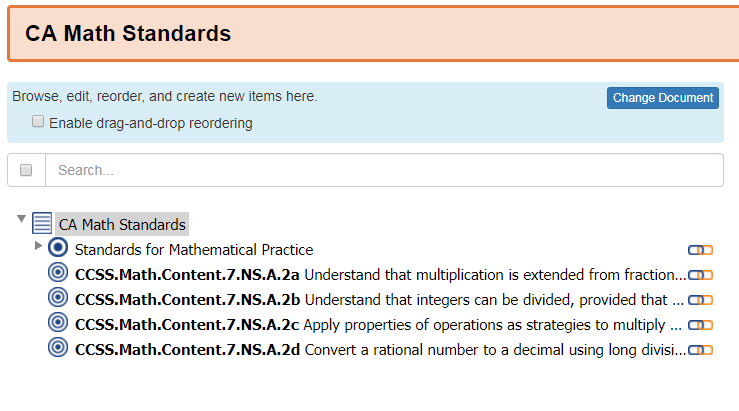 CA Math Standards
Browse, edit, reorder, and create new items here.
Change Document
Enable drag-and-drop reordering
Search...
CA Math Standards
Standards for Mathematical Practice
CCSS.Math.Content.7.NS.A.2a Understand that multiplication is extended from fraction...
CCSS.Math.Content.7.NS.A.2b Understand that integers can be divided, provided that ...
CCSS.Math.Content.7.NS.A.2c Apply properties of operations as strategies to multiply ...
CCSS.Math.Content.7.NS.A.2d Convert a rational number to a decimal using long divisi...